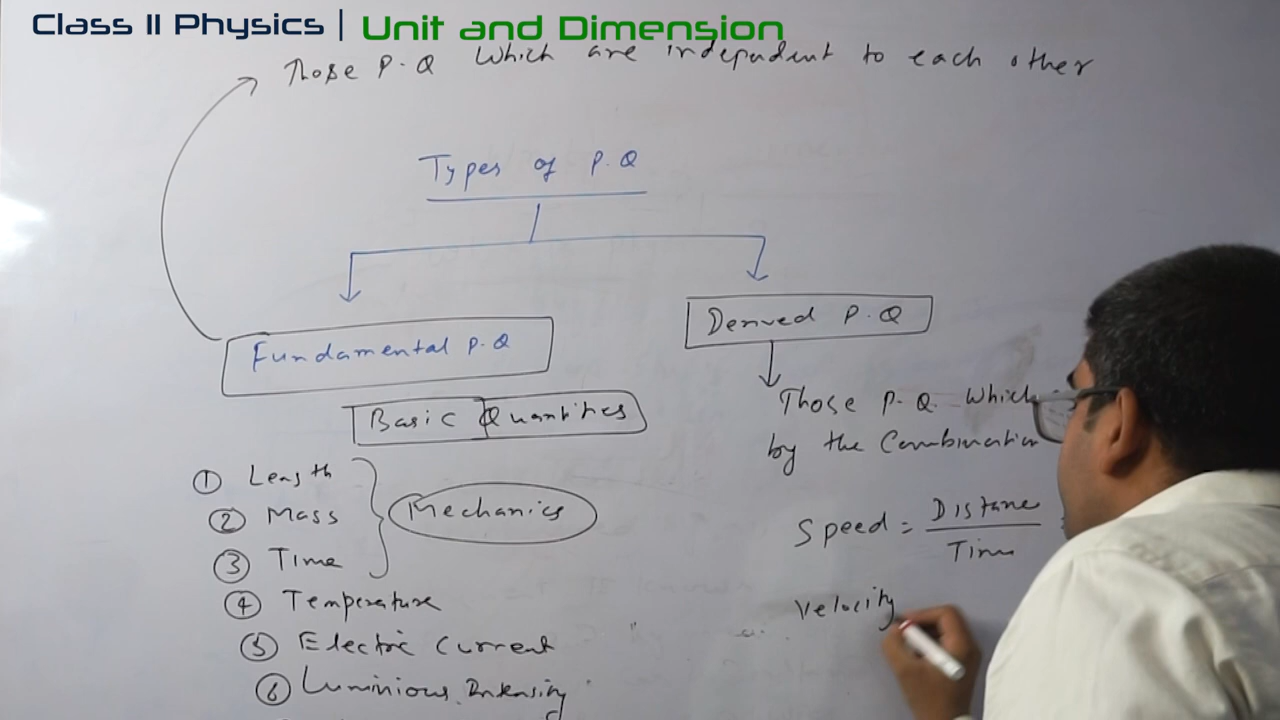 Class 11 Physics | Unit and Dimension
Those P.Q Which are independent to each other
Types of P.Q
Fundamental P.Q
Derived P.Q
Basic Quantities
Those P.Q. Which
by the Combination
① Length
② Mass
③ Time
Mechanics
④ Temperature
⑤ Electric Current
⑥ Luminious Intensity
Speed = Distane
Time
Velocity